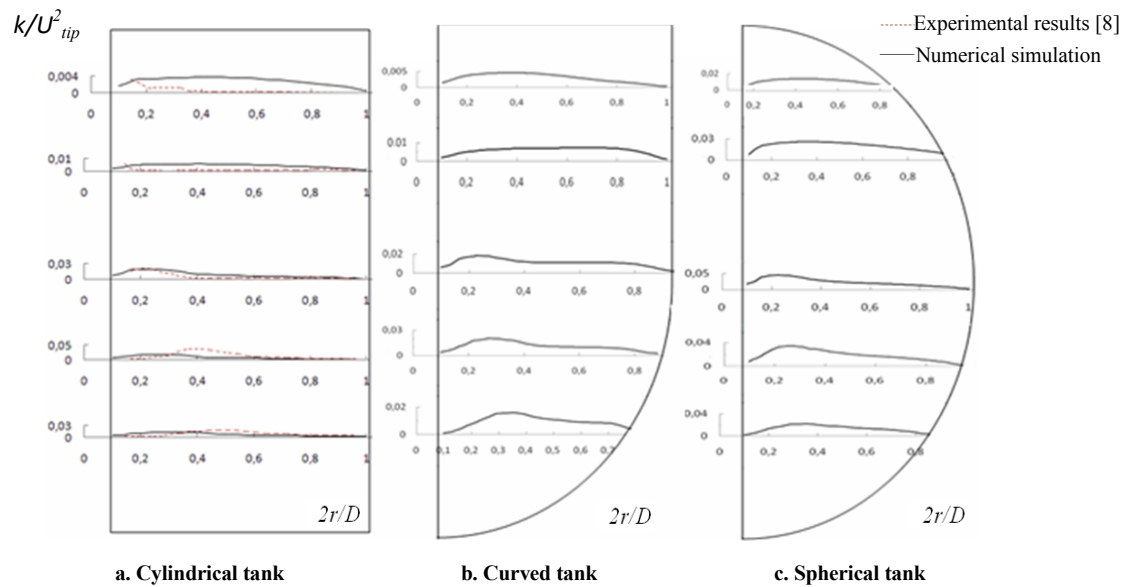 k/U²tip
Experimental results [8]
Numerical simulation
0,004
0
0 0,2 0,4 0,6 0,8 1
0,01
0
0 0,2 0,4 0,6 0,8 1
0,03
0
0 0,2 0,4 0,6 0,8 1
0,05
0
0 0,2 0,4 0,6 0,8 1
0,03
0
0 0,2 0,4 0,6 0,8 1
2r/D
a. Cylindrical tank
0,005
0
0 0,2 0,4 0,6 0,8 1
0.01
0
0 0,2 0,4 0,6 0,8 1
0,02
0
0 0,2 0,4 0,6 0,8
0,03
0
0 0,2 0,4 0,6 0,8
0,02
0
0 0,1 0,2 0,3 0,4 0,5 0,6 0,7
2r/D
b. Curved tank
0,02
0
0 0,2 0,4 0,6 0,8
0,03
0
0 0,2 0,4 0,6 0,8
0,05
0
0 0,2 0,4 0,6 0,8 1
0,04
0
0 0,2 0,4 0,6 0,8
0,04
0
0 0,2 0,4 0,6 0,8
2r/D
c. Spherical tank